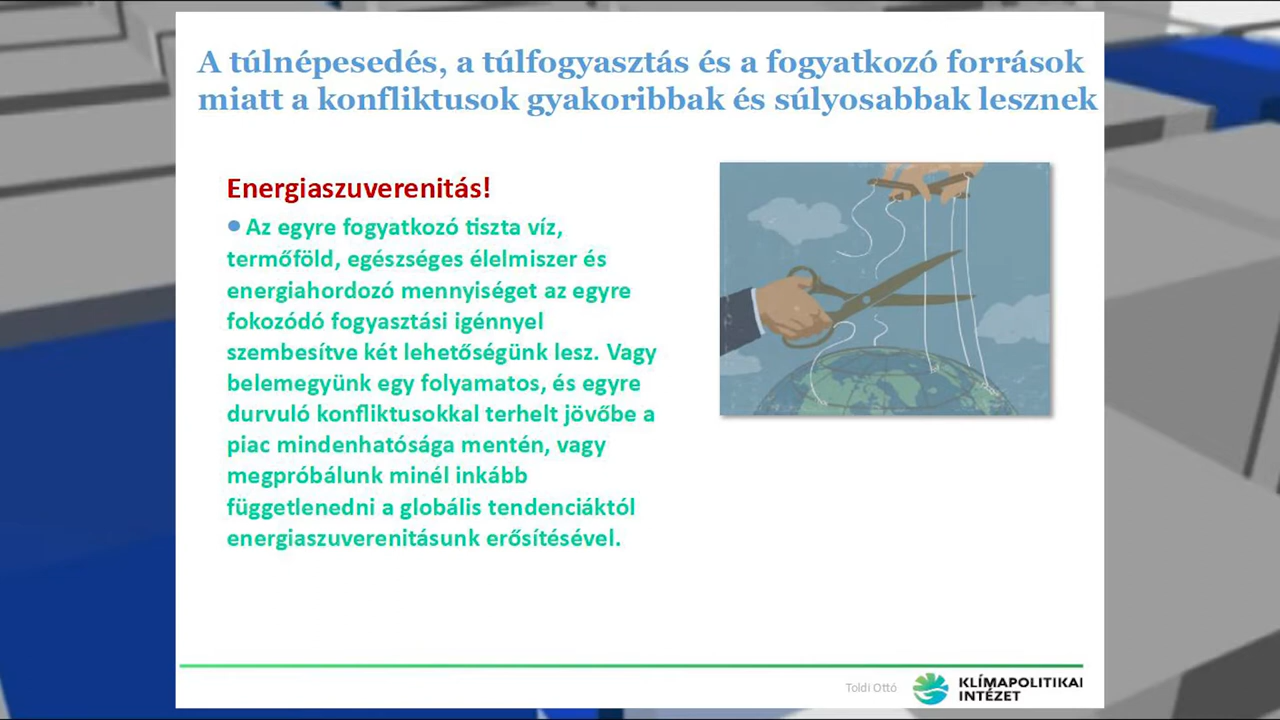 A túlnépesedés, a túlfogyasztás és a fogyatkozó források
miatt a konfliktusok gyakoribbak és súlyosabbak lesznek
Energiaszuverenitás!
Az egyre fogyatkozó tiszta víz,
termőföld, egészséges élelmiszer és
energiahordozó mennyiséget az egyre
fokozódó fogyasztási igénnyel
szembesítve két lehetőségünk lesz. Vagy
belemegyünk egy folyamatos, és egyre
durvuló konfliktusokkal terhelt jövőbe a
piac mindenhatósága mentén, vagy
megpróbálunk minél inkább
függetlenedni a globális tendenciáktól
energiaszuverenitásunk erősítésével.
Toldi Ottó
KLÍMAPOLITIKAI
INTÉZET